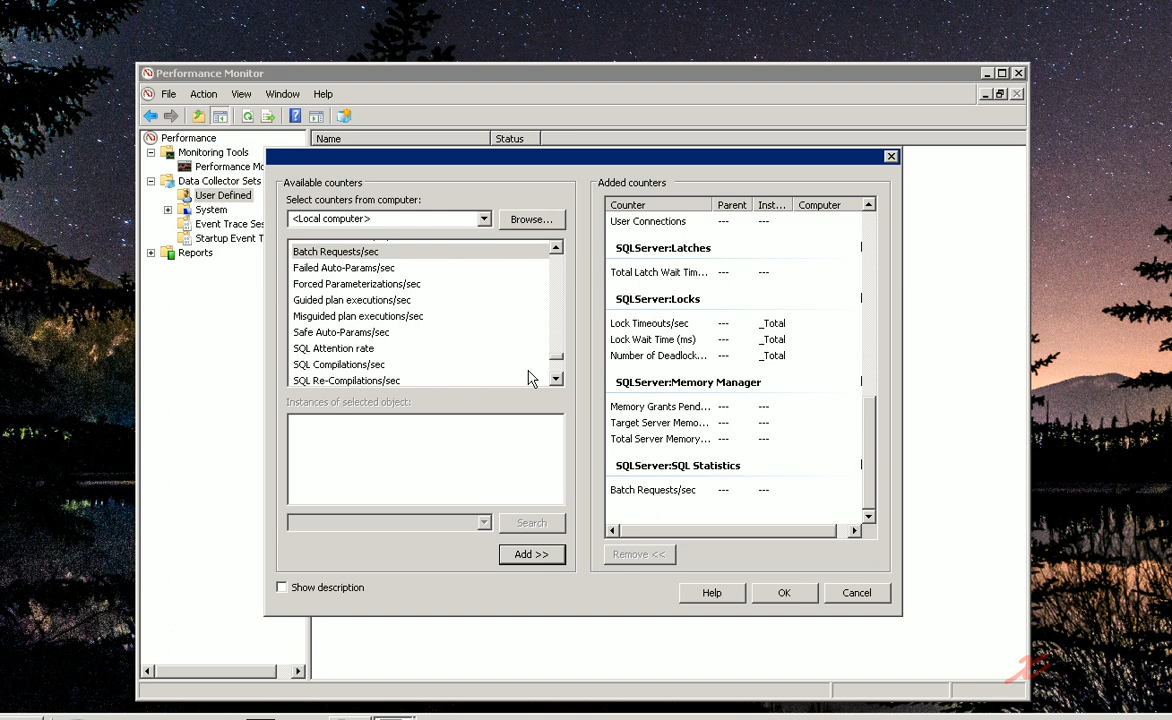 Performance Monitor
File Action View Window Help
Performance
Monitoring Tools
Performance Mo
Data Collector Sets
User Defined
System
Event Trace Ses
Startup Event T
Reports
Name Status
Available counters
Select counters from computer:
<Local computer>
Browse...
Batch Requests/sec
Failed Auto-Params/sec
Forced Parameterizations/sec
Guided plan executions/sec
Misguided plan executions/sec
Safe Auto-Params/sec
SQL Attention rate
SQL Compilations/sec
SQL Re-Compilations/sec
Instances of selected object:
Search
Add >>
Show description
Added counters
Counter Parent Inst... Computer
User Connections --- ---
SQLServer:Latches
Total Latch Wait Tim... --- ---
SQLServer:Locks
Lock Timeouts/sec --- _Total
Lock Wait Time (ms) --- _Total
Number of Deadlock... --- _Total
SQLServer:Memory Manager
Memory Grants Pend... --- ---
Target Server Memo... --- ---
Total Server Memory... --- ---
SQLServer:SQL Statistics
Batch Requests/sec --- ---
Remove <<
Help OK Cancel